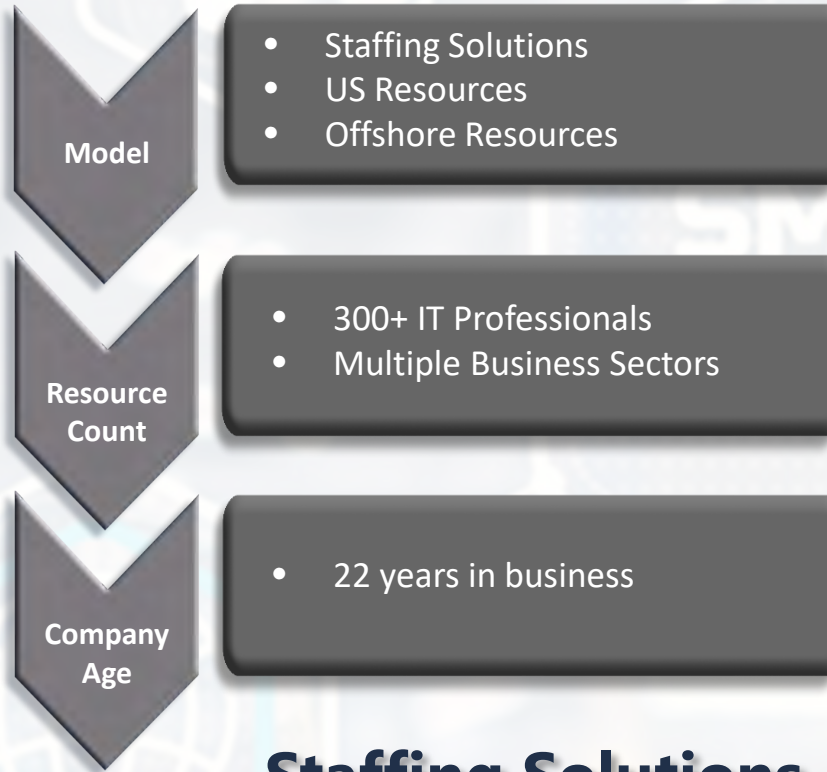 Model
• Staffing Solutions
• US Resources
• Offshore Resources
SM
Resource
Count
• 300+ IT Professionals
• Multiple Business Sectors
Company
Age
• 22 years in business
Staffing Solutions